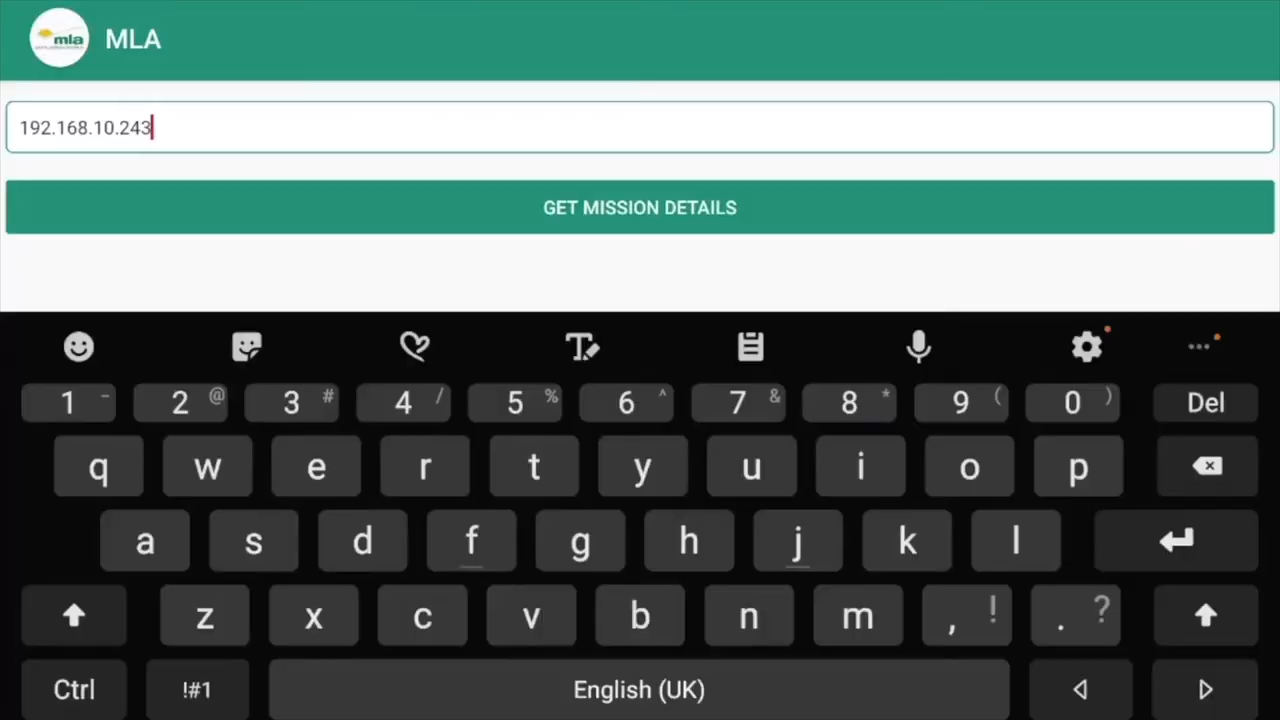 mla
MLA
192.168.10.243
GET MISSION DETAILS
1 - 2 @ 3 # 4 / 5 % 6 ^ 7 & 8 * 9 ( 0 ) Del
q w e r t y u i o p
a s d f g h j k l
z x c v b n m , ! . ?
Ctrl !#1 English (UK)